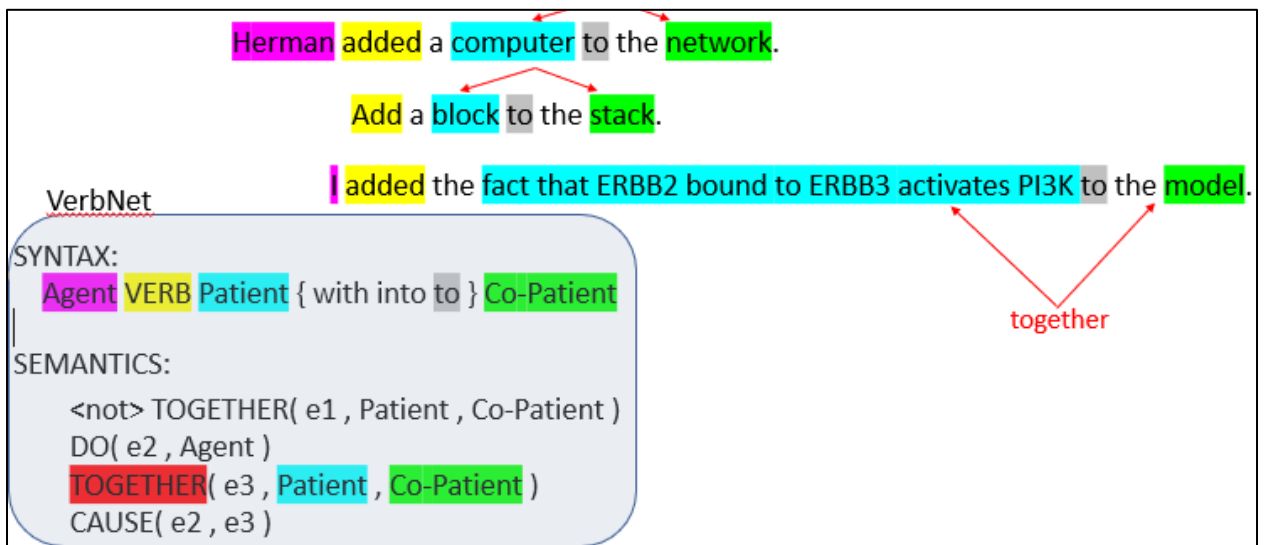 Herman added a computer to the network.
Add a block to the stack.
I added the fact that ERBB2 bound to ERBB3 activates PI3K to the model.
together
VerbNet
SYNTAX:
Agent VERB Patient { with into to } Co-Patient
SEMANTICS:
<not> TOGETHER( e1 , Patient , Co-Patient )
DO( e2 , Agent )
TOGETHER( e3 , Patient , Co-Patient )
CAUSE( e2 , e3 )